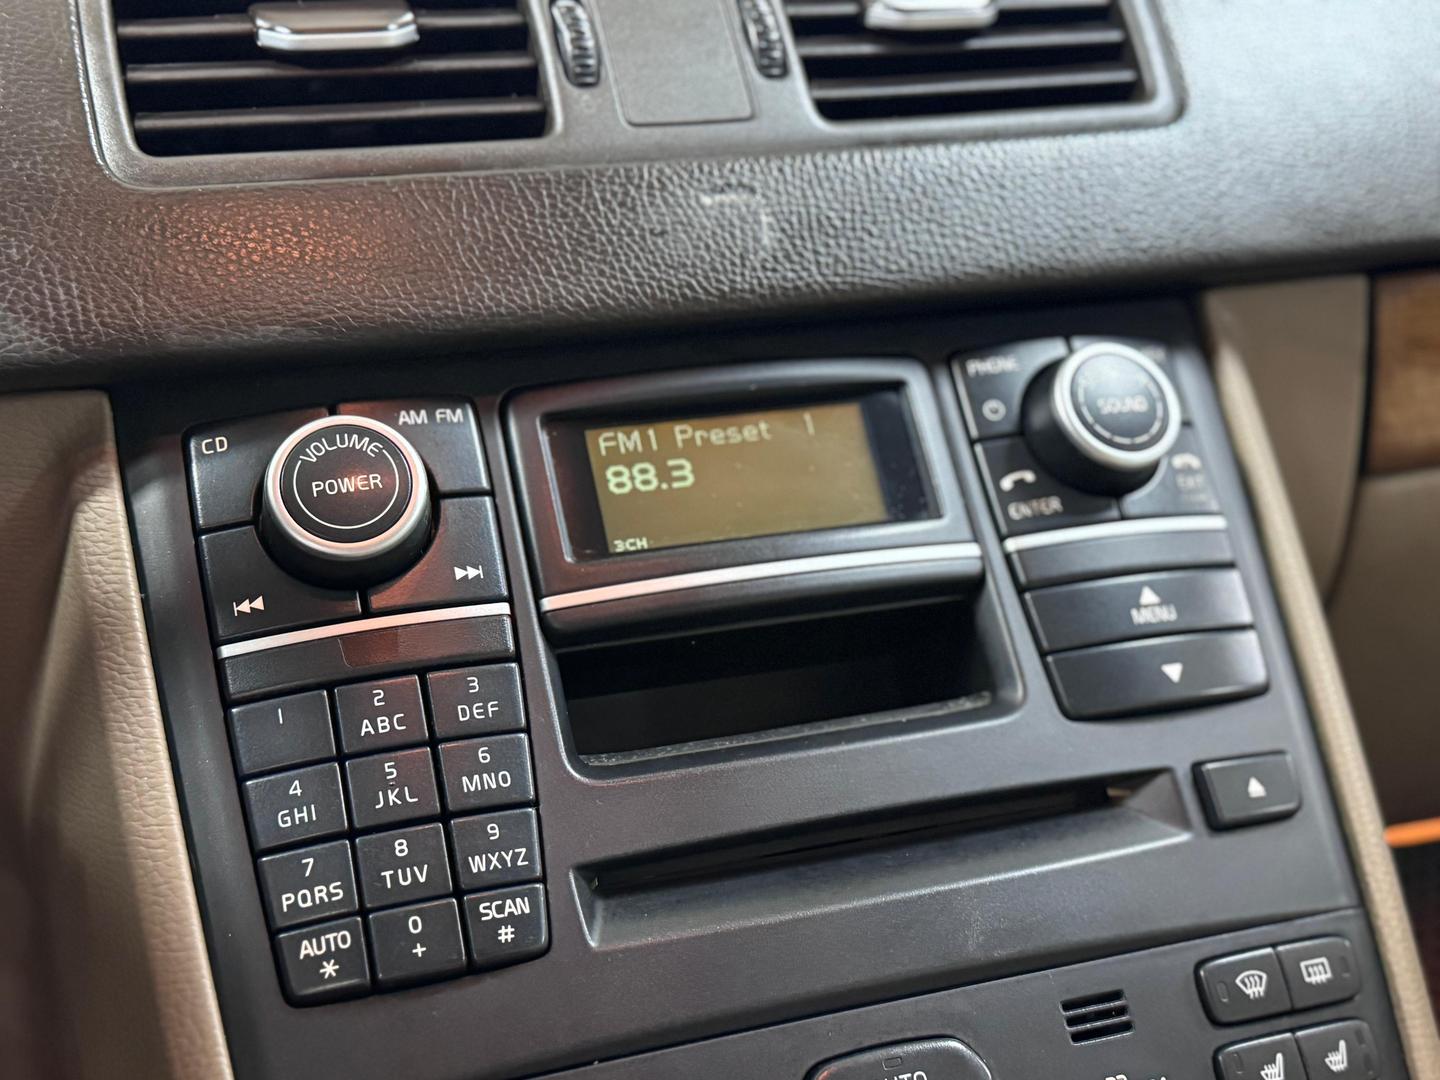 CD
AM FM
VOLUME
POWER
FM1 Preset 1
88.3
3CH
PHONE
SOUND
ENTER
EXIT
MENU
1
2
ABC
3
DEF
4
GHI
5
JKL
6
MNO
7
PQRS
8
TUV
9
WXYZ
AUTO
*
0
+
SCAN
#
AUTO